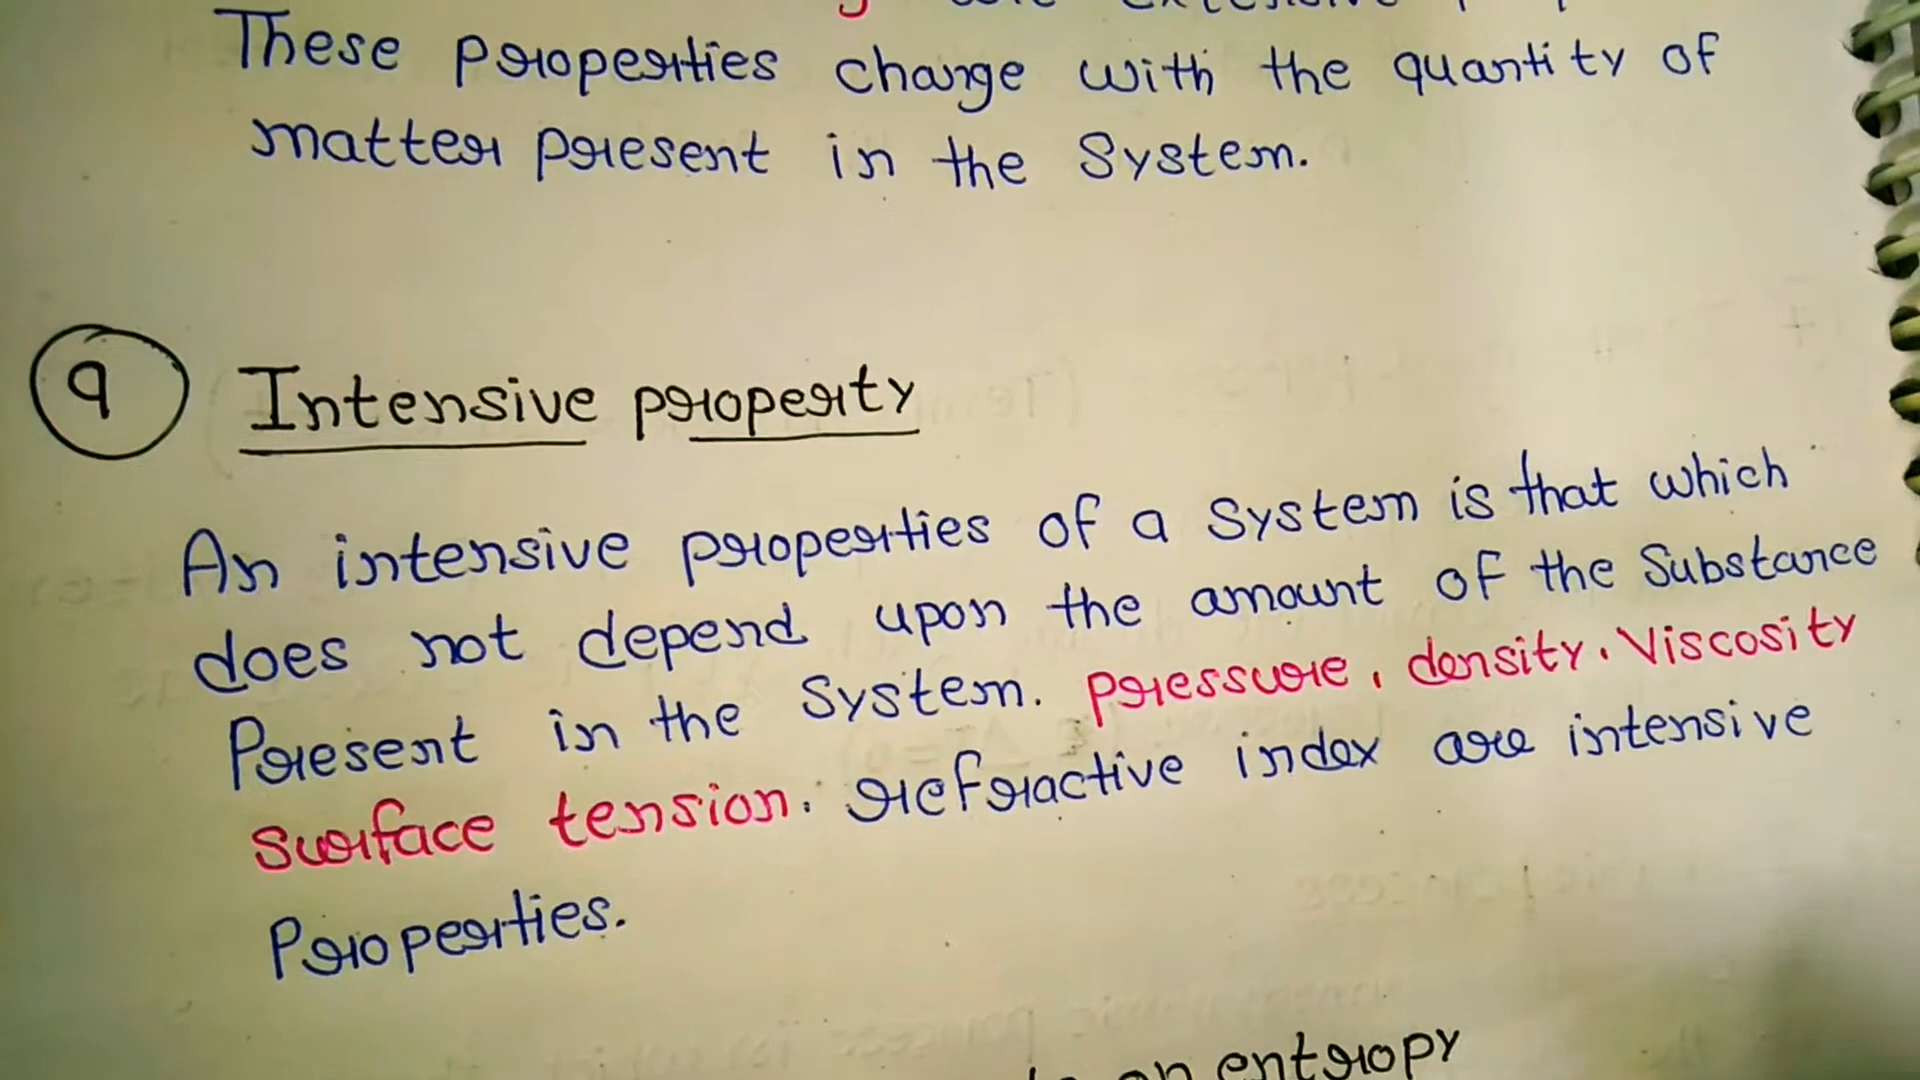 These properties change with the quantity of
matter present in the System.
9 Intensive property
An intensive properties of a System is that which
does not depend upon the amount of the Substance
Present in the System. pressure, density. Viscosity
surface tension. refractive index are intensive
Properties.
on entropy